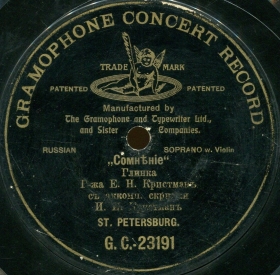 GRAMOPHONE CONCERT RECORD
TRADE MARK
PATENTED PATENTED
Manufactured by
The Gramophone and Typewriter Ltd.,
and Sister Companies.
RUSSIAN SOPRANO w. Violin
„Сомнѣніе“
Глинка
Г-жа Е. Н. Кристманъ
съ аккомп. скрипки
И.
ST. PETERSBURG.
G.C.-23191